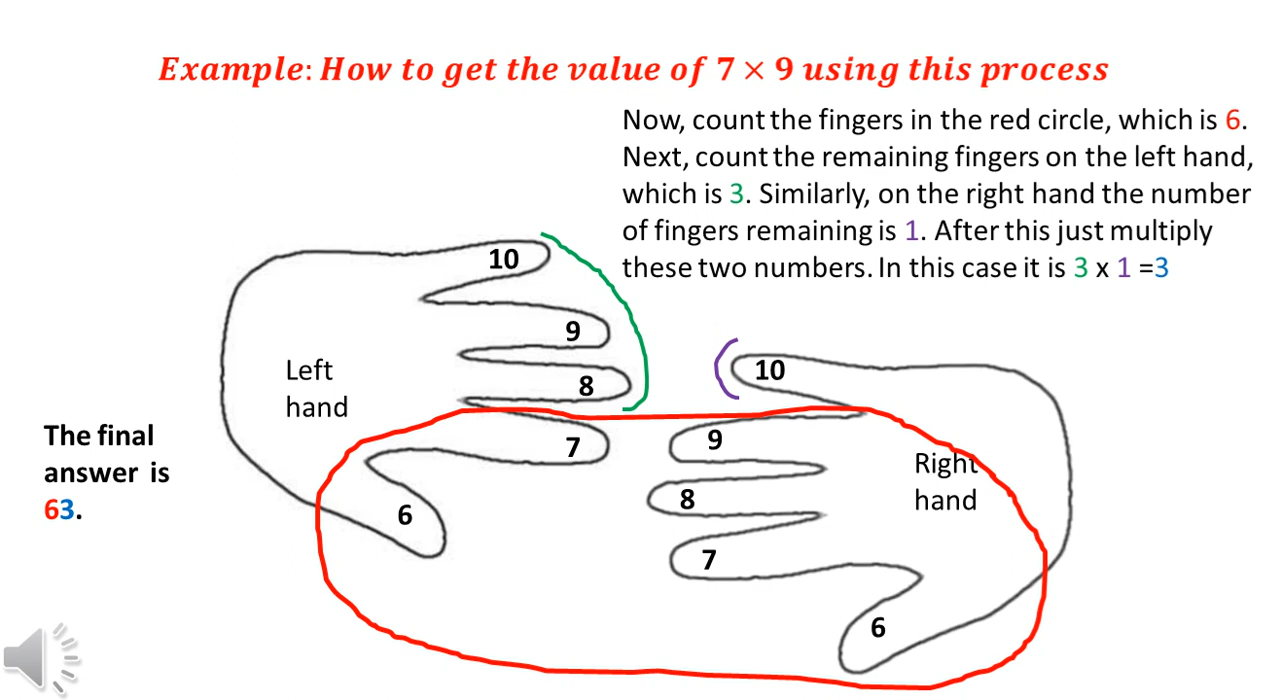 Example: How to get the value of 7 × 9 using this process
Now, count the fingers in the red circle, which is 6.
Next, count the remaining fingers on the left hand,
which is 3. Similarly, on the right hand the number
of fingers remaining is 1. After this just multiply
these two numbers. In this case it is 3 x 1 =3
10
9
8
7
6
Left
hand
10
9
8
7
6
Right
hand
The final
answer is
63.